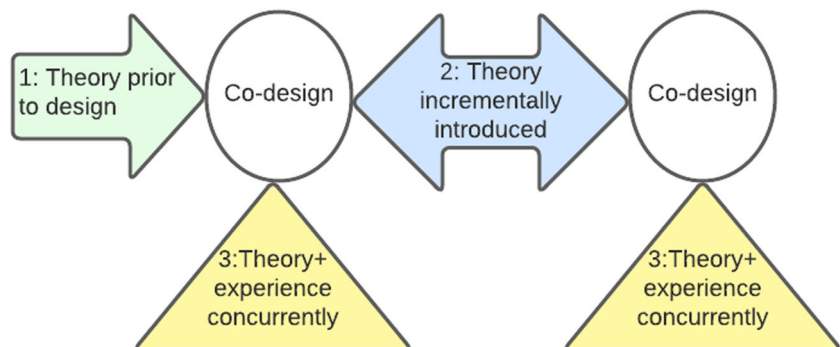 1: Theory prior
to design
Co-design
2: Theory
incrementally
introduced
Co-design
3:Theory+
experience
concurrently
3:Theory+
experience
concurrently